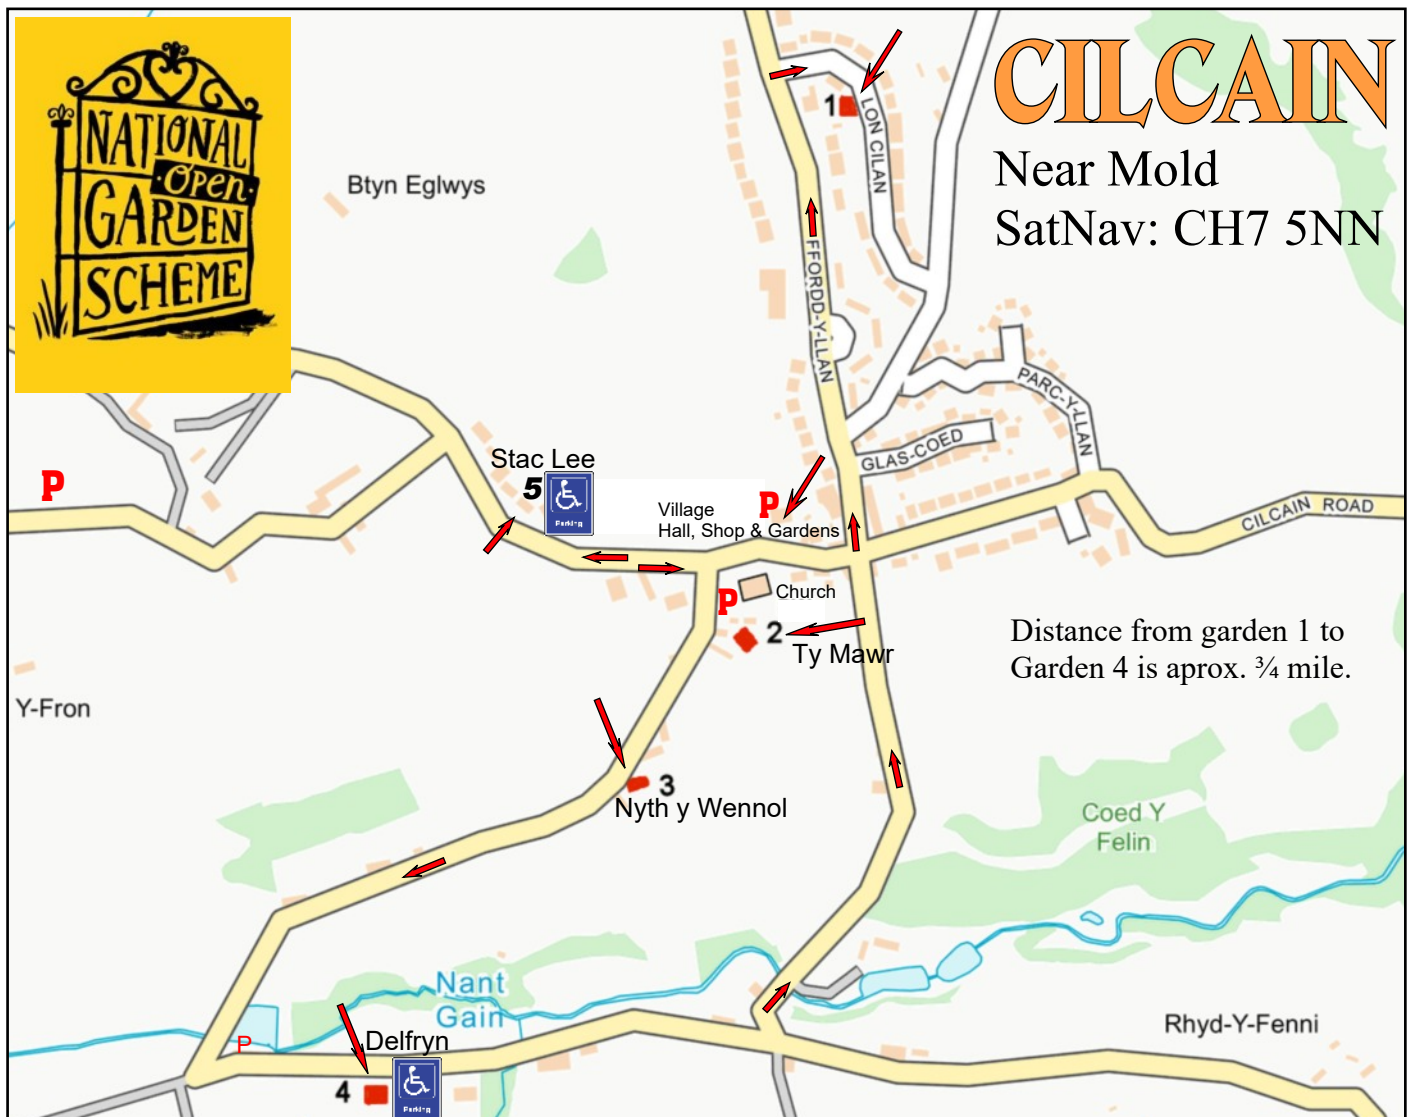 NATIONAL
Open
GARDEN
SCHEME
CILCAIN
Near Mold
SatNav: CH7 5NN
Btyn Eglwys
1
LON CILAN
FFORDD-Y-LLAN
PARC-Y-LLAN
GLAS-COED
CILCAIN ROAD
P
Stac Lee
5
Parking
Village
Hall, Shop & Gardens
P
P
Church
2
Ty Mawr
Distance from garden 1 to
Garden 4 is aprox. ¾ mile.
Y-Fron
3
Nyth y Wennol
Coed Y
Felin
Nant
Gain
Rhyd-Y-Fenni
P
Delfryn
4
Parking